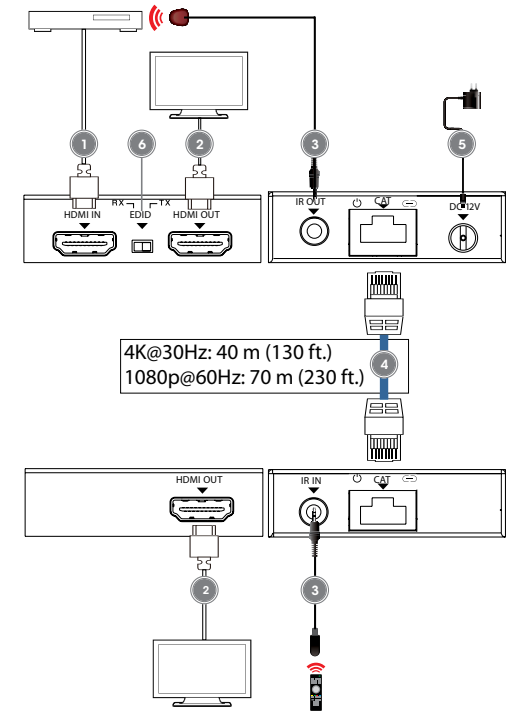 1
6
2
3
5
RX TX
HDMI IN
EDID
HDMI OUT
IR OUT
CAT
DC 12V
4K@30Hz: 40 m (130 ft.)
1080p@60Hz: 70 m (230 ft.)
4
HDMI OUT
IR IN
CAT
2
3